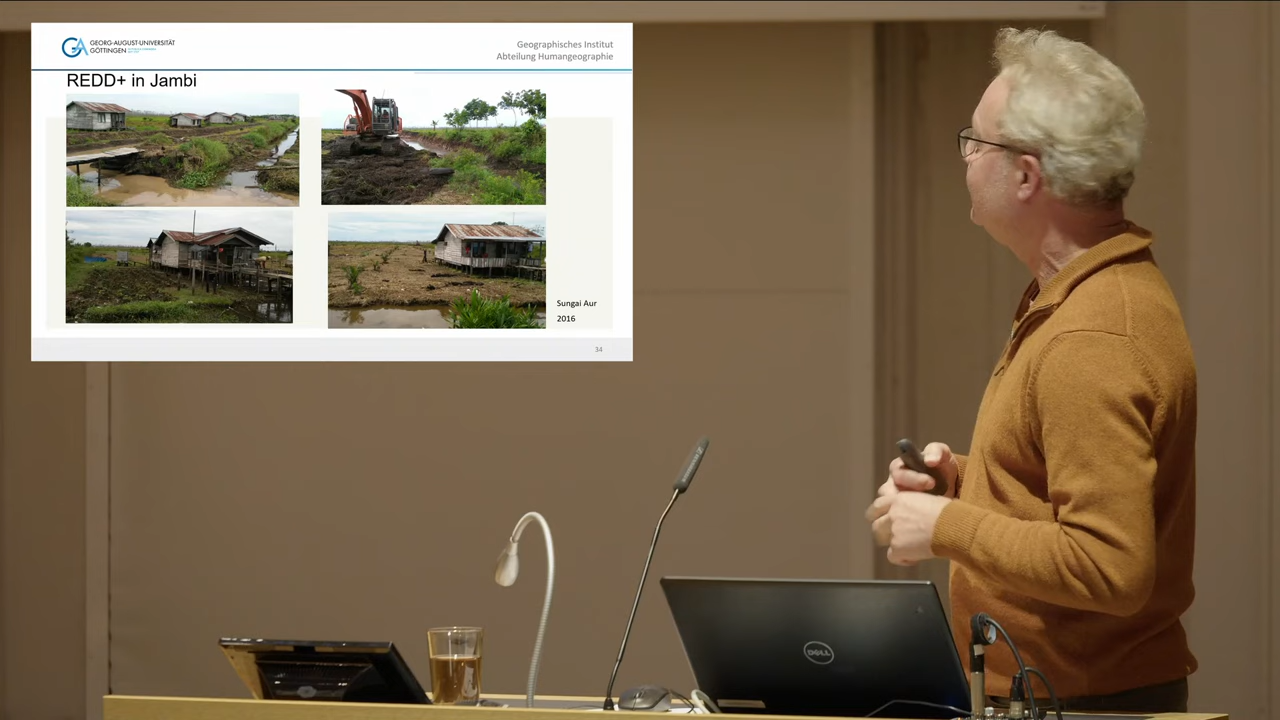 GEORG-AUGUST-UNIVERSITÄT
GÖTTINGEN
Geographisches Institut
Abteilung Humangeographie
REDD+ in Jambi
Sungai Aur
2016
34
DELL